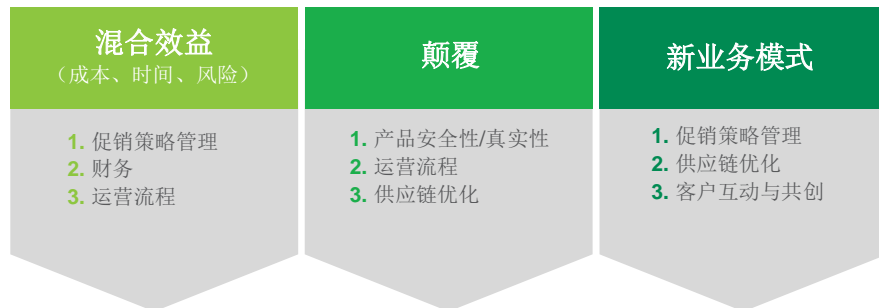 混合效益
（成本、时间、风险）
1. 促销策略管理
2. 财务
3. 运营流程
颠覆
1. 产品安全性/真实性
2. 运营流程
3. 供应链优化
新业务模式
1. 促销策略管理
2. 供应链优化
3. 客户互动与共创